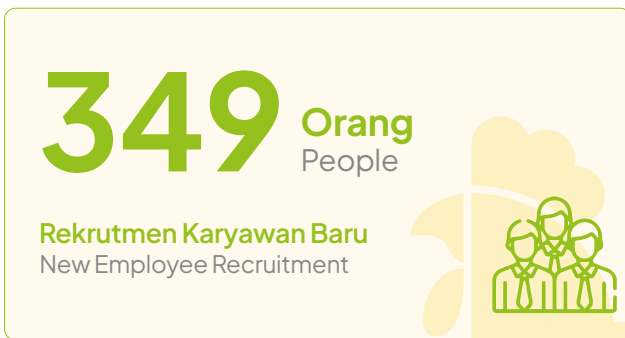 349 Orang
People
Rekrutmen Karyawan Baru
New Employee Recruitment